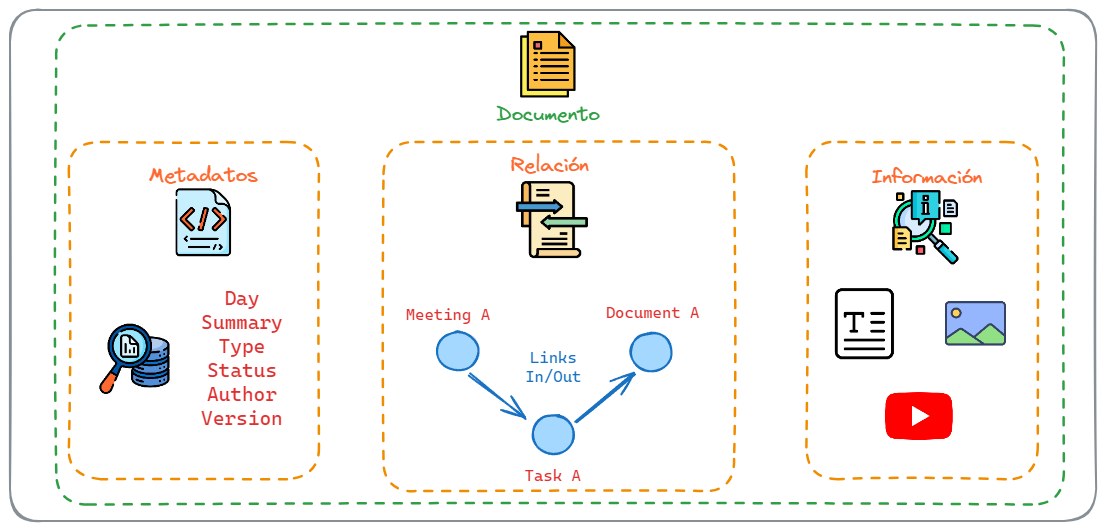 Documento
Metadatos
Day
Summary
Type
Status
Author
Version
Relación
Meeting A
Document A
Links
In/Out
Task A
Información
i
T